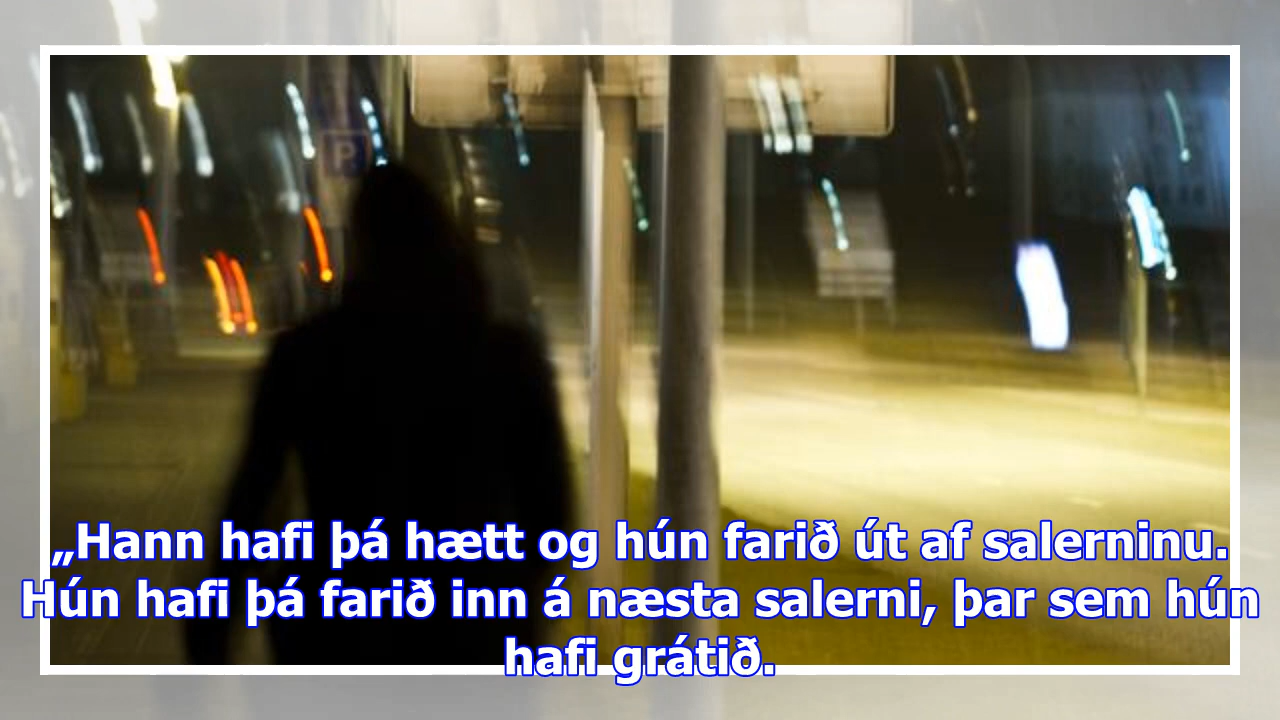 P
„Hann hafi þá hætt og hún farið út af salerninu.
Hún hafi þá farið inn á næsta salerni, þar sem hún
hafi grátið.